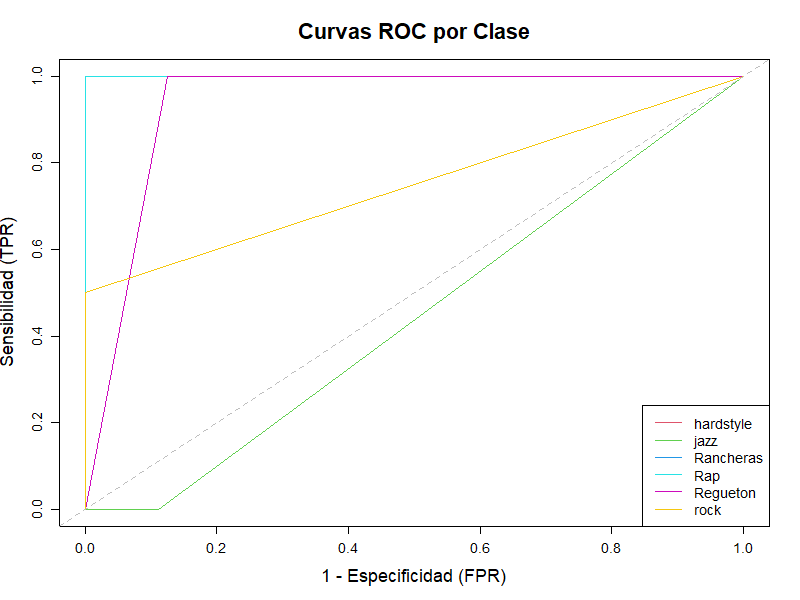 Curvas ROC por Clase
1.0
0.8
0.6
0.4
0.2
0.0
Sensibilidad (TPR)
0.0 0.2 0.4 0.6 0.8 1.0
1 - Especificidad (FPR)
hardstyle
jazz
Rancheras
Rap
Regueton
rock